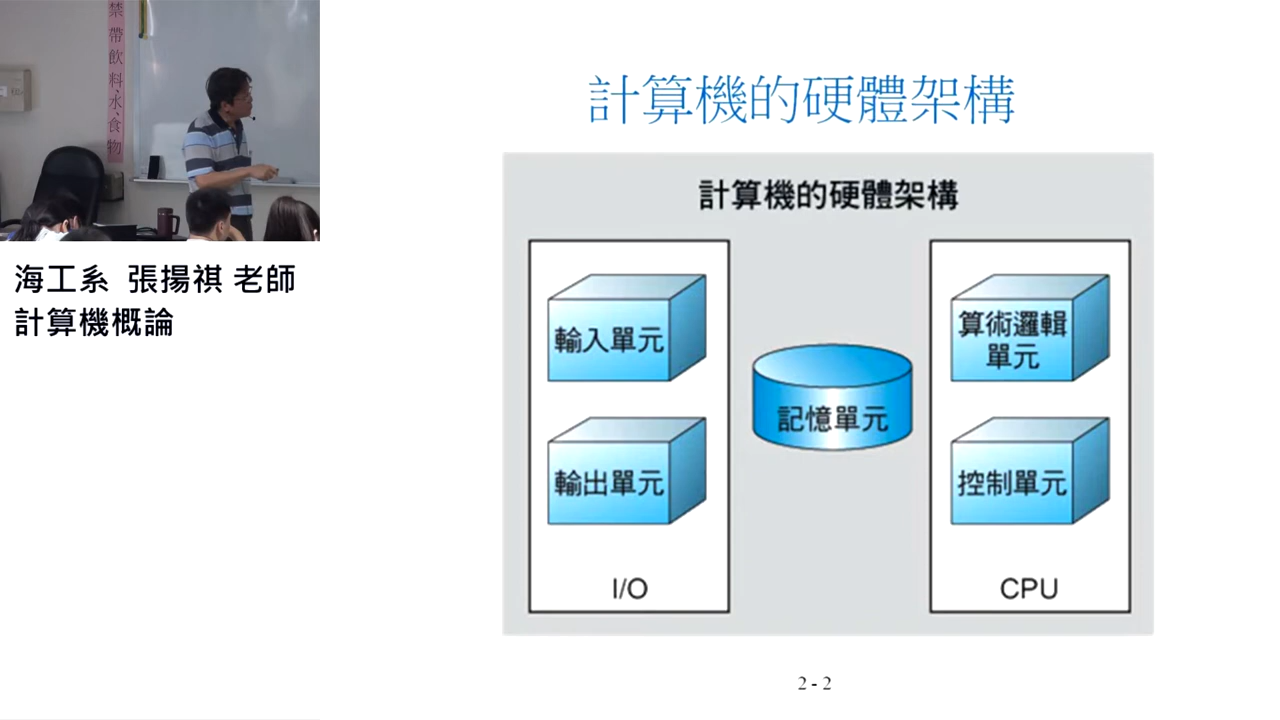 禁帶飲料、水、食物
海工系 張揚祺 老師
計算機概論
計算機的硬體架構
計算機的硬體架構
輸入單元
輸出單元
I/O
記憶單元
算術邏輯
單元
控制單元
CPU
2 - 2